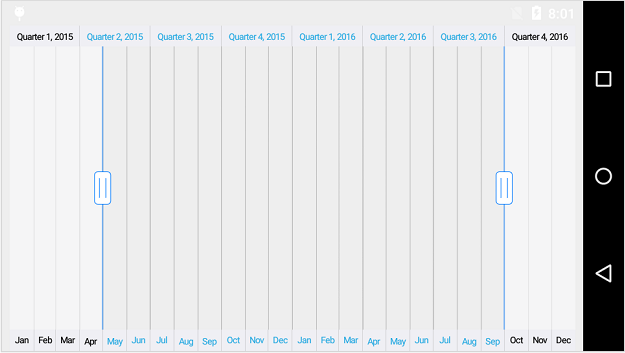 8:01
Quarter 1, 2015 Quarter 2, 2015 Quarter 3, 2015 Quarter 4, 2015 Quarter 1, 2016 Quarter 2, 2016 Quarter 3, 2016 Quarter 4, 2016
Jan Feb Mar Apr May Jun Jul Aug Sep Oct Nov Dec Jan Feb Mar Apr May Jun Jul Aug Sep Oct Nov Dec